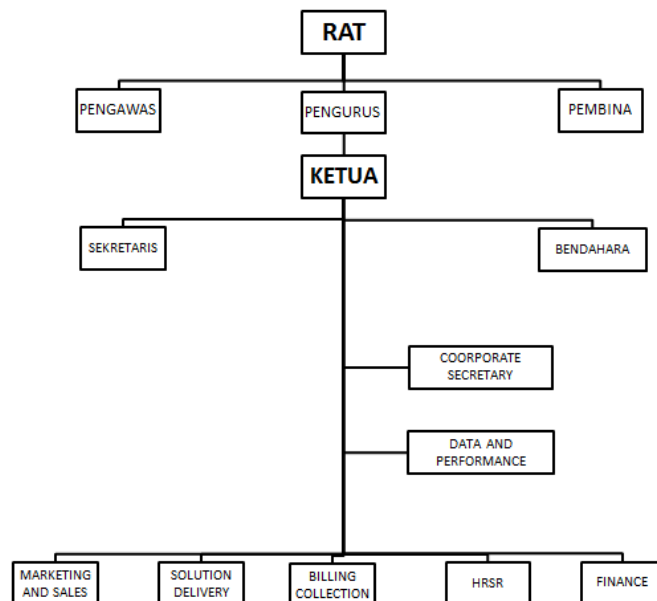 RAT
PENGAWAS
PENGURUS
PEMBINA
KETUA
SEKRETARIS
BENDAHARA
COORPORATE
SECRETARY
DATA AND
PERFORMANCE
MARKETING
AND SALES
SOLUTION
DELIVERY
BILLING
COLLECTION
HRSR
FINANCE